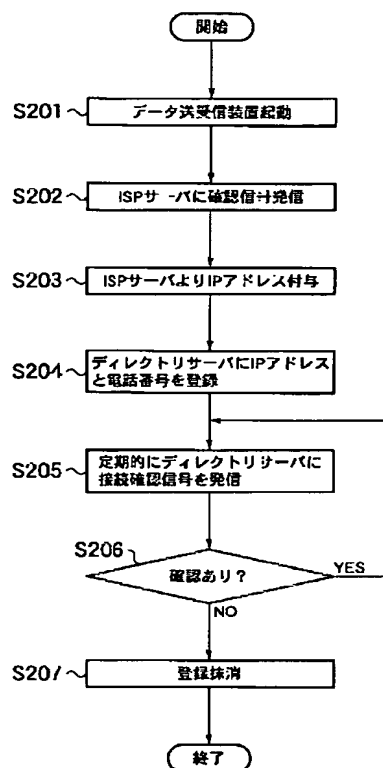 開始
S201
データ送受信装置起動
S202
ISPサーバに確認信号発信
S203
ISPサーバよりIPアドレス付与
S204
ディレクトリサーバにIPアドレス
と電話番号を登録
S205
定期的にディレクトリサーバに
接続確認信号を発信
S206
確認あり?
YES
NO
S207
登録抹消
終了